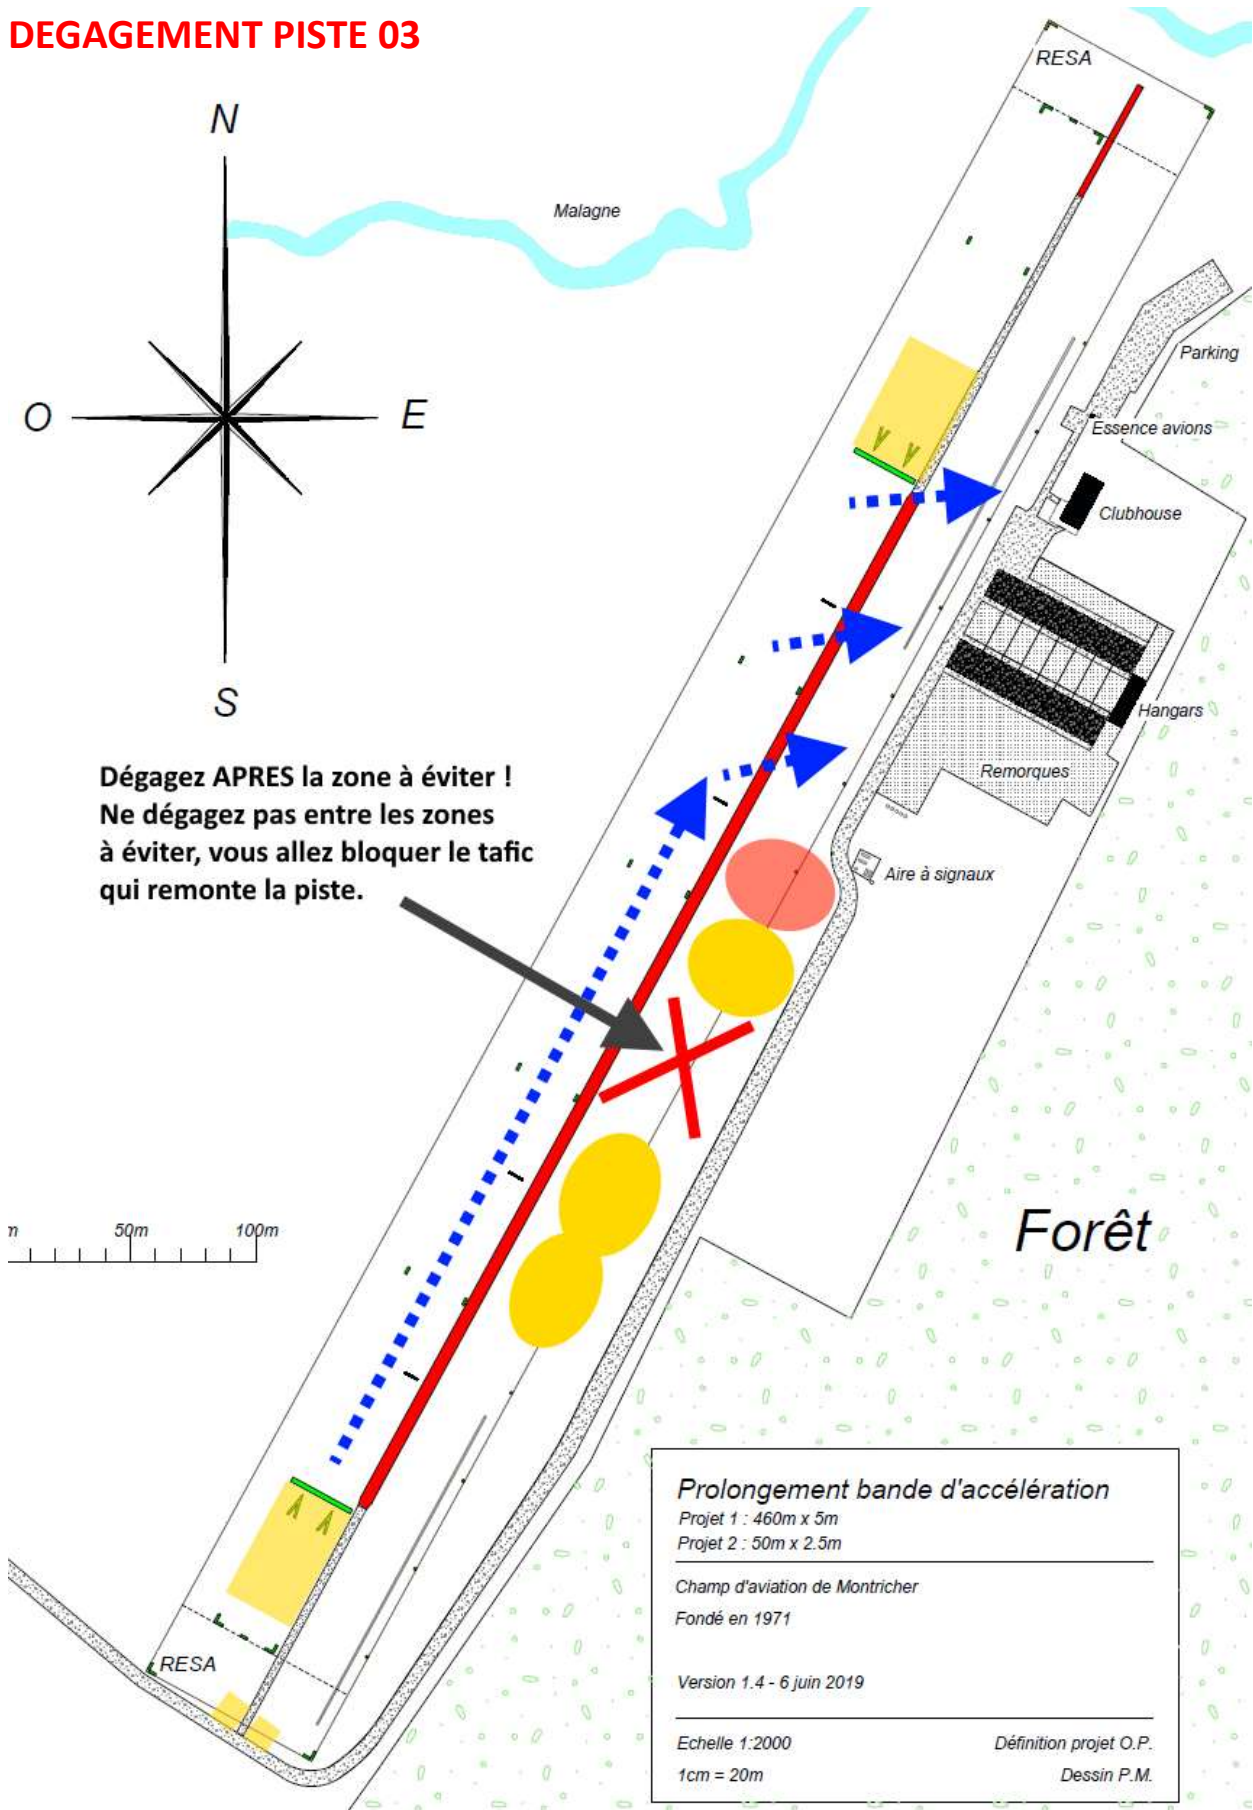 DEGAGEMENT PISTE 03
RESA
N
Malagne
O
E
Parking
Essence avions
Clubhouse
S
Hangars
Remorques
Dégagez APRES la zone à éviter !
Ne dégagez pas entre les zones
à éviter, vous allez bloquer le tafic
qui remonte la piste.
Aire à signaux
m
50m
100m
Forêt
Prolongement bande d'accélération
Projet 1 : 460m x 5m
Projet 2 : 50m x 2.5m
Champ d'aviation de Montricher
Fondé en 1971
RESA
Version 1.4 - 6 juin 2019
Echelle 1:2000
Définition projet O.P.
1cm = 20m
Dessin P.M.